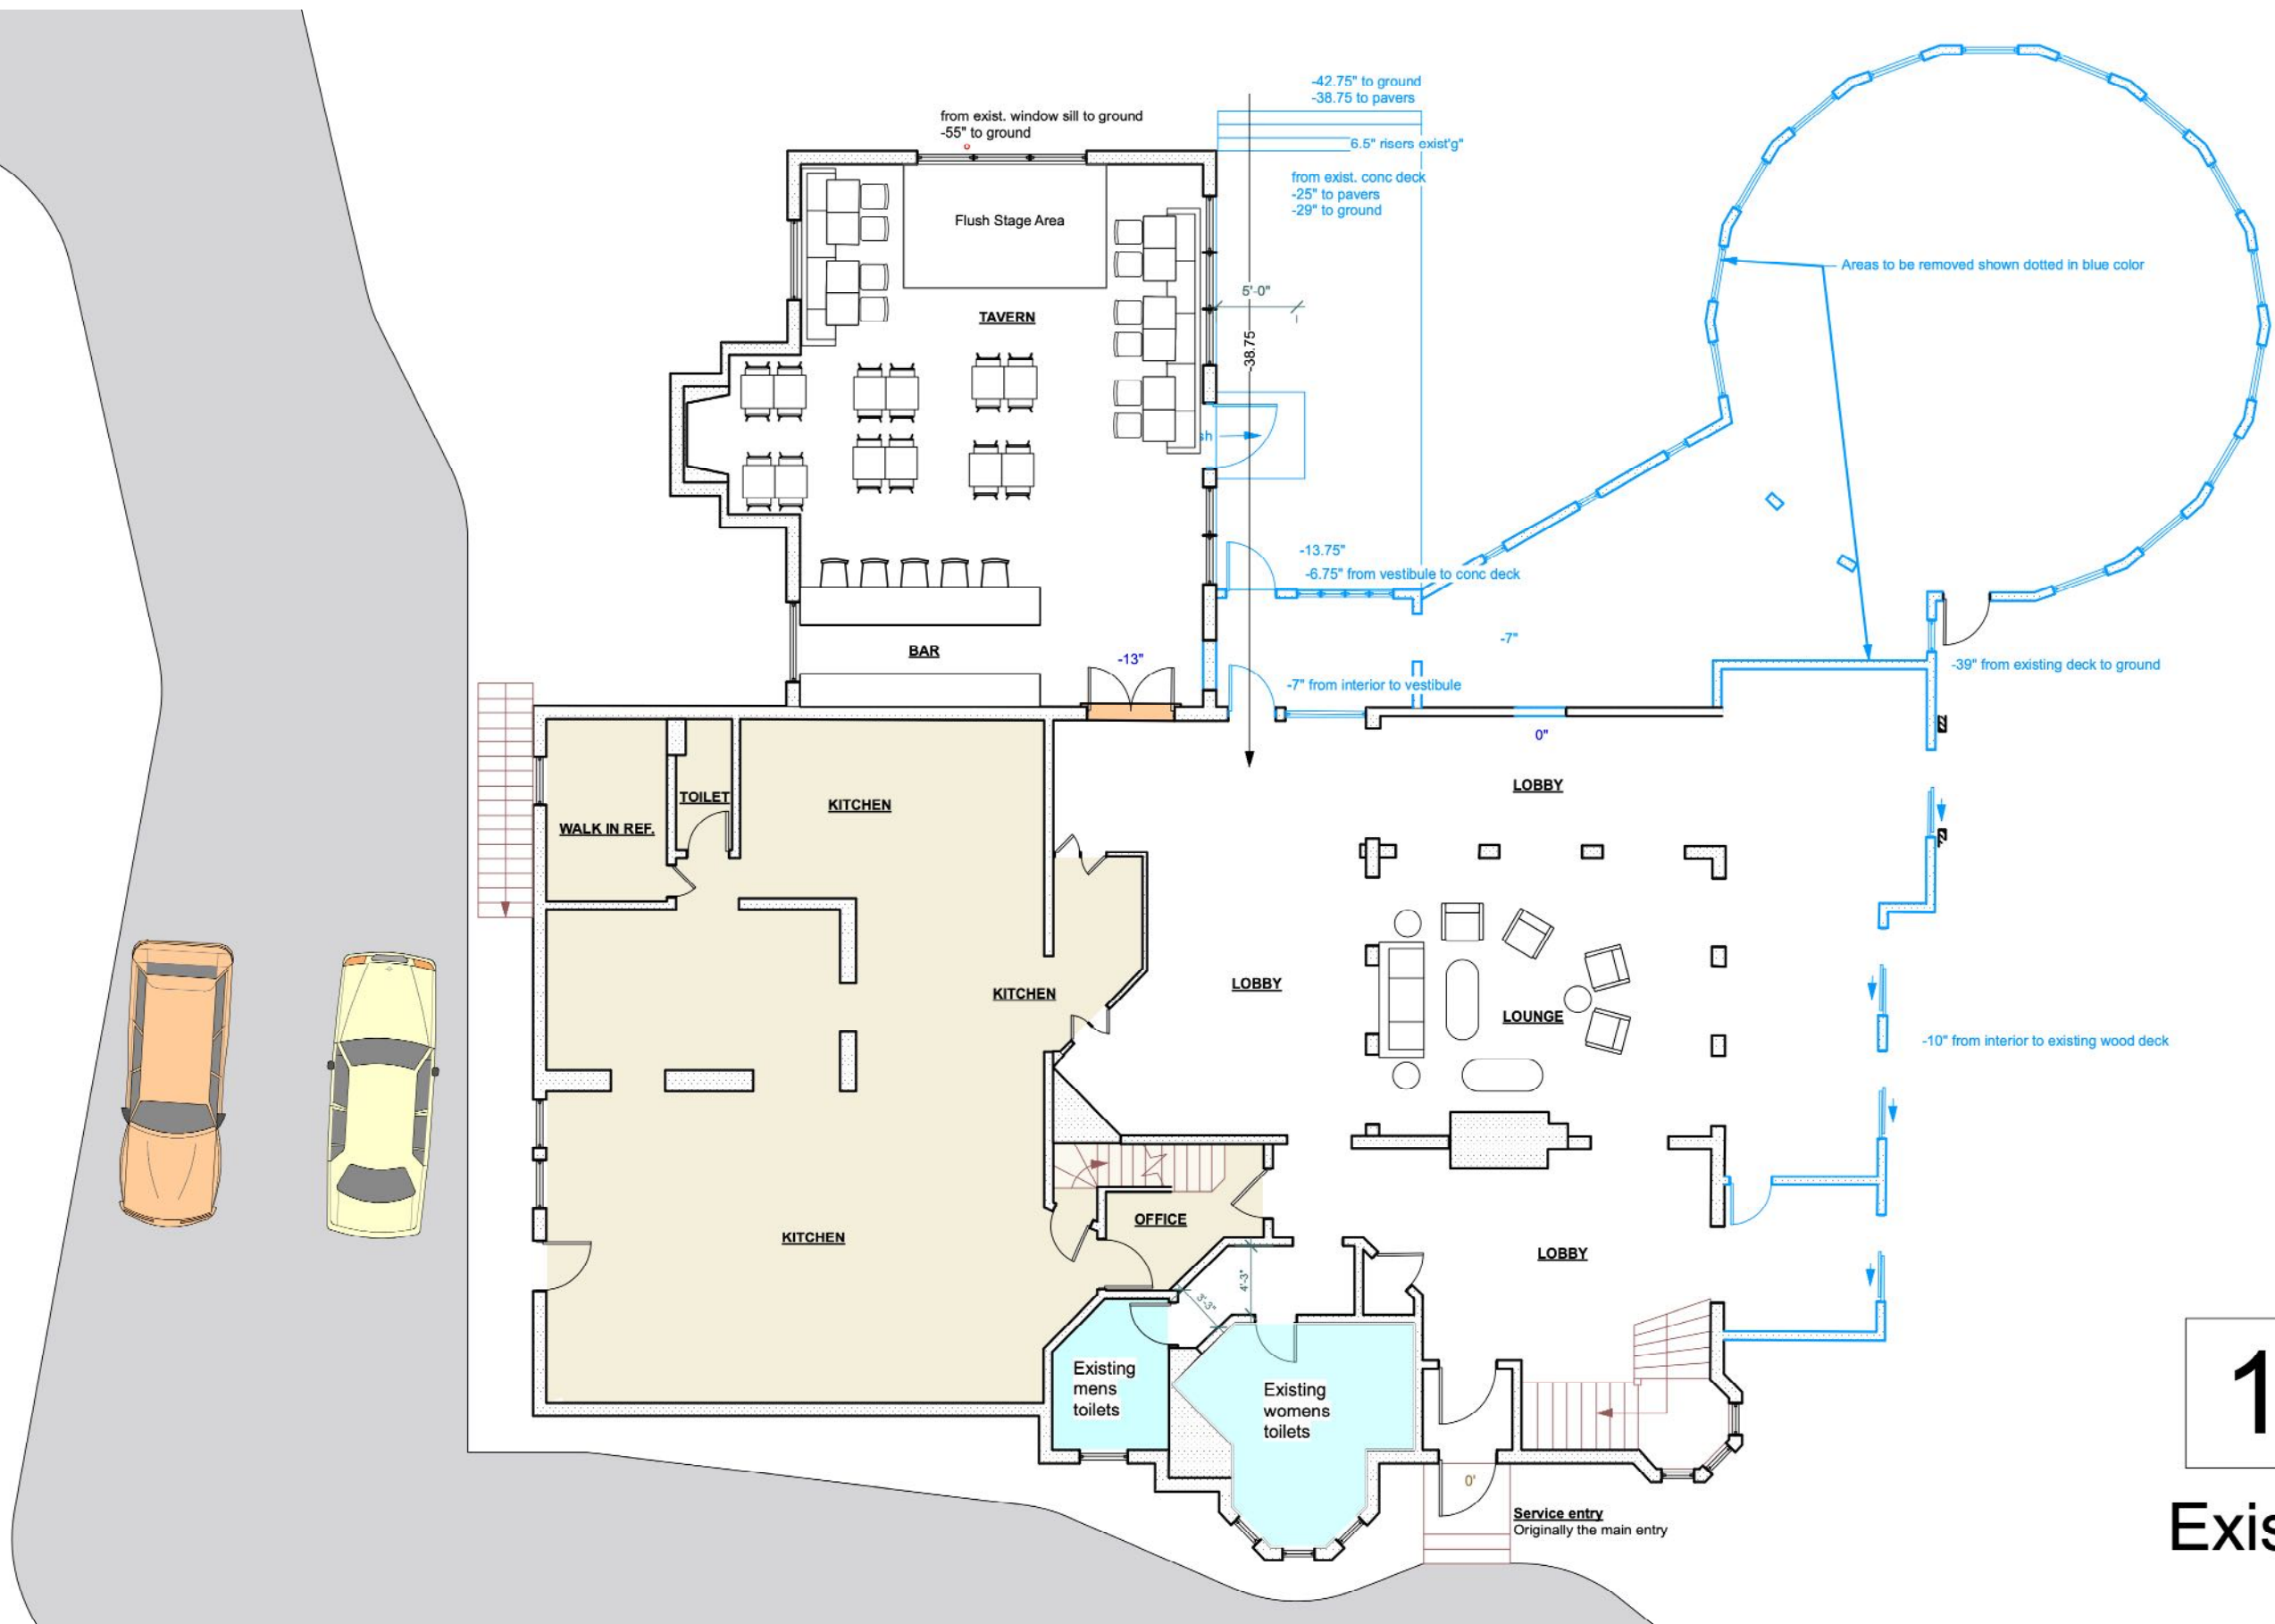 -42.75" to ground
-38.75 to pavers
from exist. window sill to ground
-55" to ground
6.5" risers exist'g"
from exist. conc deck
-25" to pavers
-29" to ground
Flush Stage Area
Areas to be removed shown dotted in blue color
5'-0"
TAVERN
-38.75
-13.75"
-6.75" from vestibule to conc deck
-7"
BAR
-13"
-39" from existing deck to ground
-7" from interior to vestibule
0"
LOBBY
TOILET
KITCHEN
WALK IN REF.
LOBBY
KITCHEN
LOUNGE
-10" from interior to existing wood deck
OFFICE
KITCHEN
LOBBY
4'-3"
3'-3"
Existing
mens
toilets
Existing
womens
toilets
1
0'
Service entry
Originally the main entry